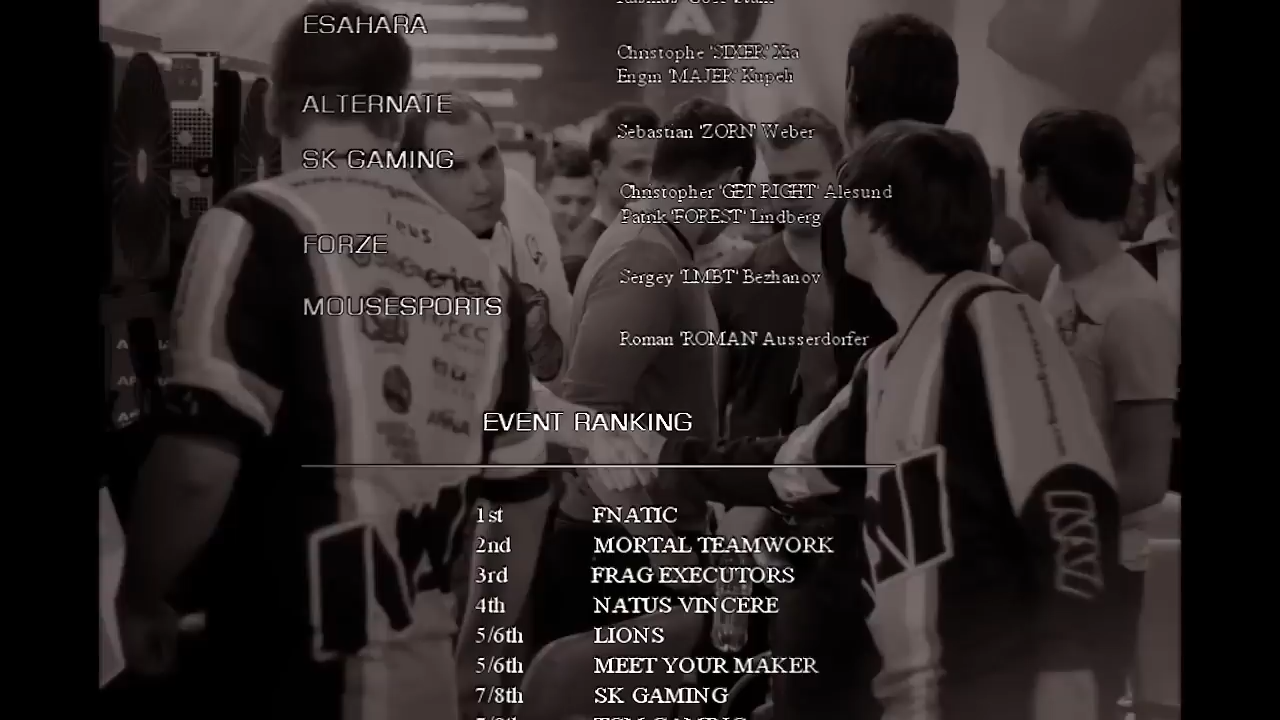 ESAHARA
Christophe 'SIXER' Xia
Engin 'MAJER' Kupeli
ALTERNATE
Sebastian 'ZORN' Weber
SK GAMING
Christopher 'GET RIGHT' Alesund
Patrik 'FOREST' Lindberg
FORZE
Sergey 'LMBT' Bezhanov
MOUSESPORTS
Roman 'ROMAN' Ausserdorfer
EVENT RANKING
1st FNATIC
2nd MORTAL TEAMWORK
3rd FRAG EXECUTORS
4th NATUS VINCERE
5/6th LIONS
5/6th MEET YOUR MAKER
7/8th SK GAMING